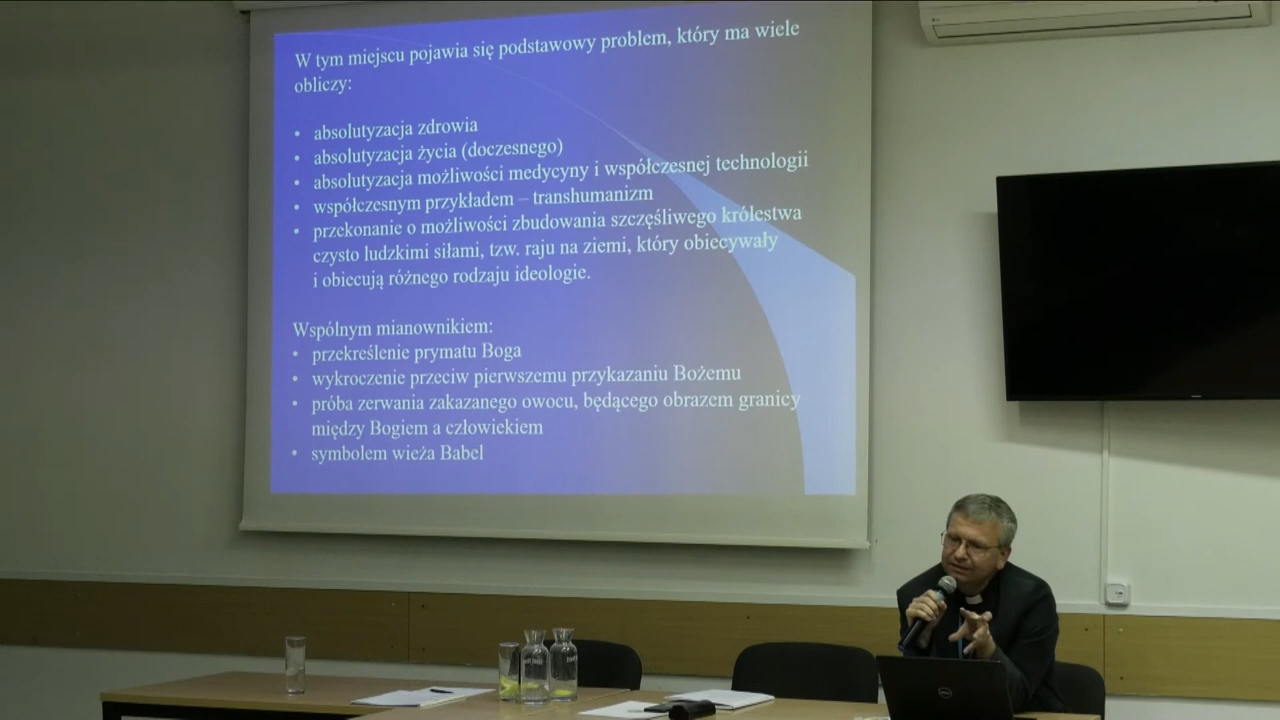 W tym miejscu pojawia się podstawowy problem, który ma wiele
obliczy:
• absolutyzacja zdrowia
• absolutyzacja życia (doczesnego)
• absolutyzacja możliwości medycyny i współczesnej technologii
• współczesnym przykładem – transhumanizm
• przekonanie o możliwości zbudowania szczęśliwego królestwa
czysto ludzkimi siłami, tzw. raju na ziemi, który obiecywały
i obiecują różnego rodzaju ideologie.
Wspólnym mianownikiem:
• przekreślenie prymatu Boga
• wykroczenie przeciw pierwszemu przykazaniu Bożemu
• próba zerwania zakazanego owocu, będącego obrazem granicy
między Bogiem a człowiekiem
• symbolem wieża Babel
DELL